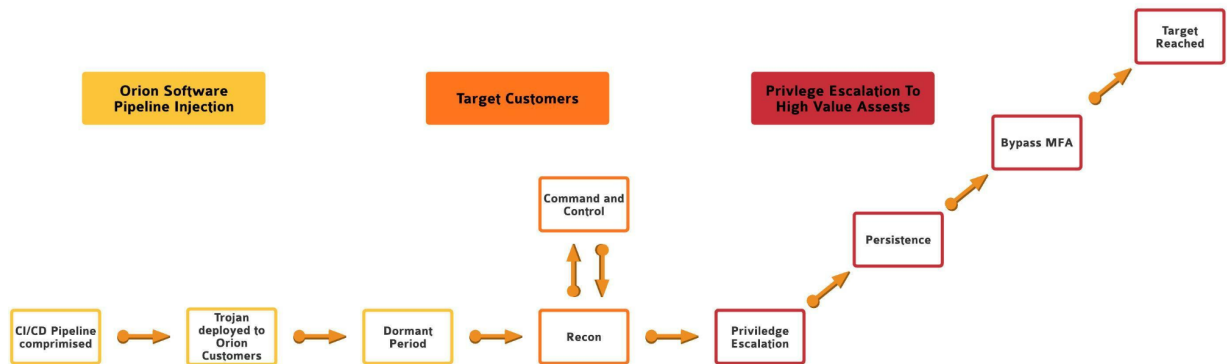 Target
Reached
Orion Software
Pipeline Injection
Target Customers
Privlege Escalation To
High Value Assests
Bypass MFA
Command and
Control
Persistence
CI/CD Pipeline
comprimised
Trojan
deployed to
Orion
Customers
Dormant
Period
Recon
Priviledge
Escalation